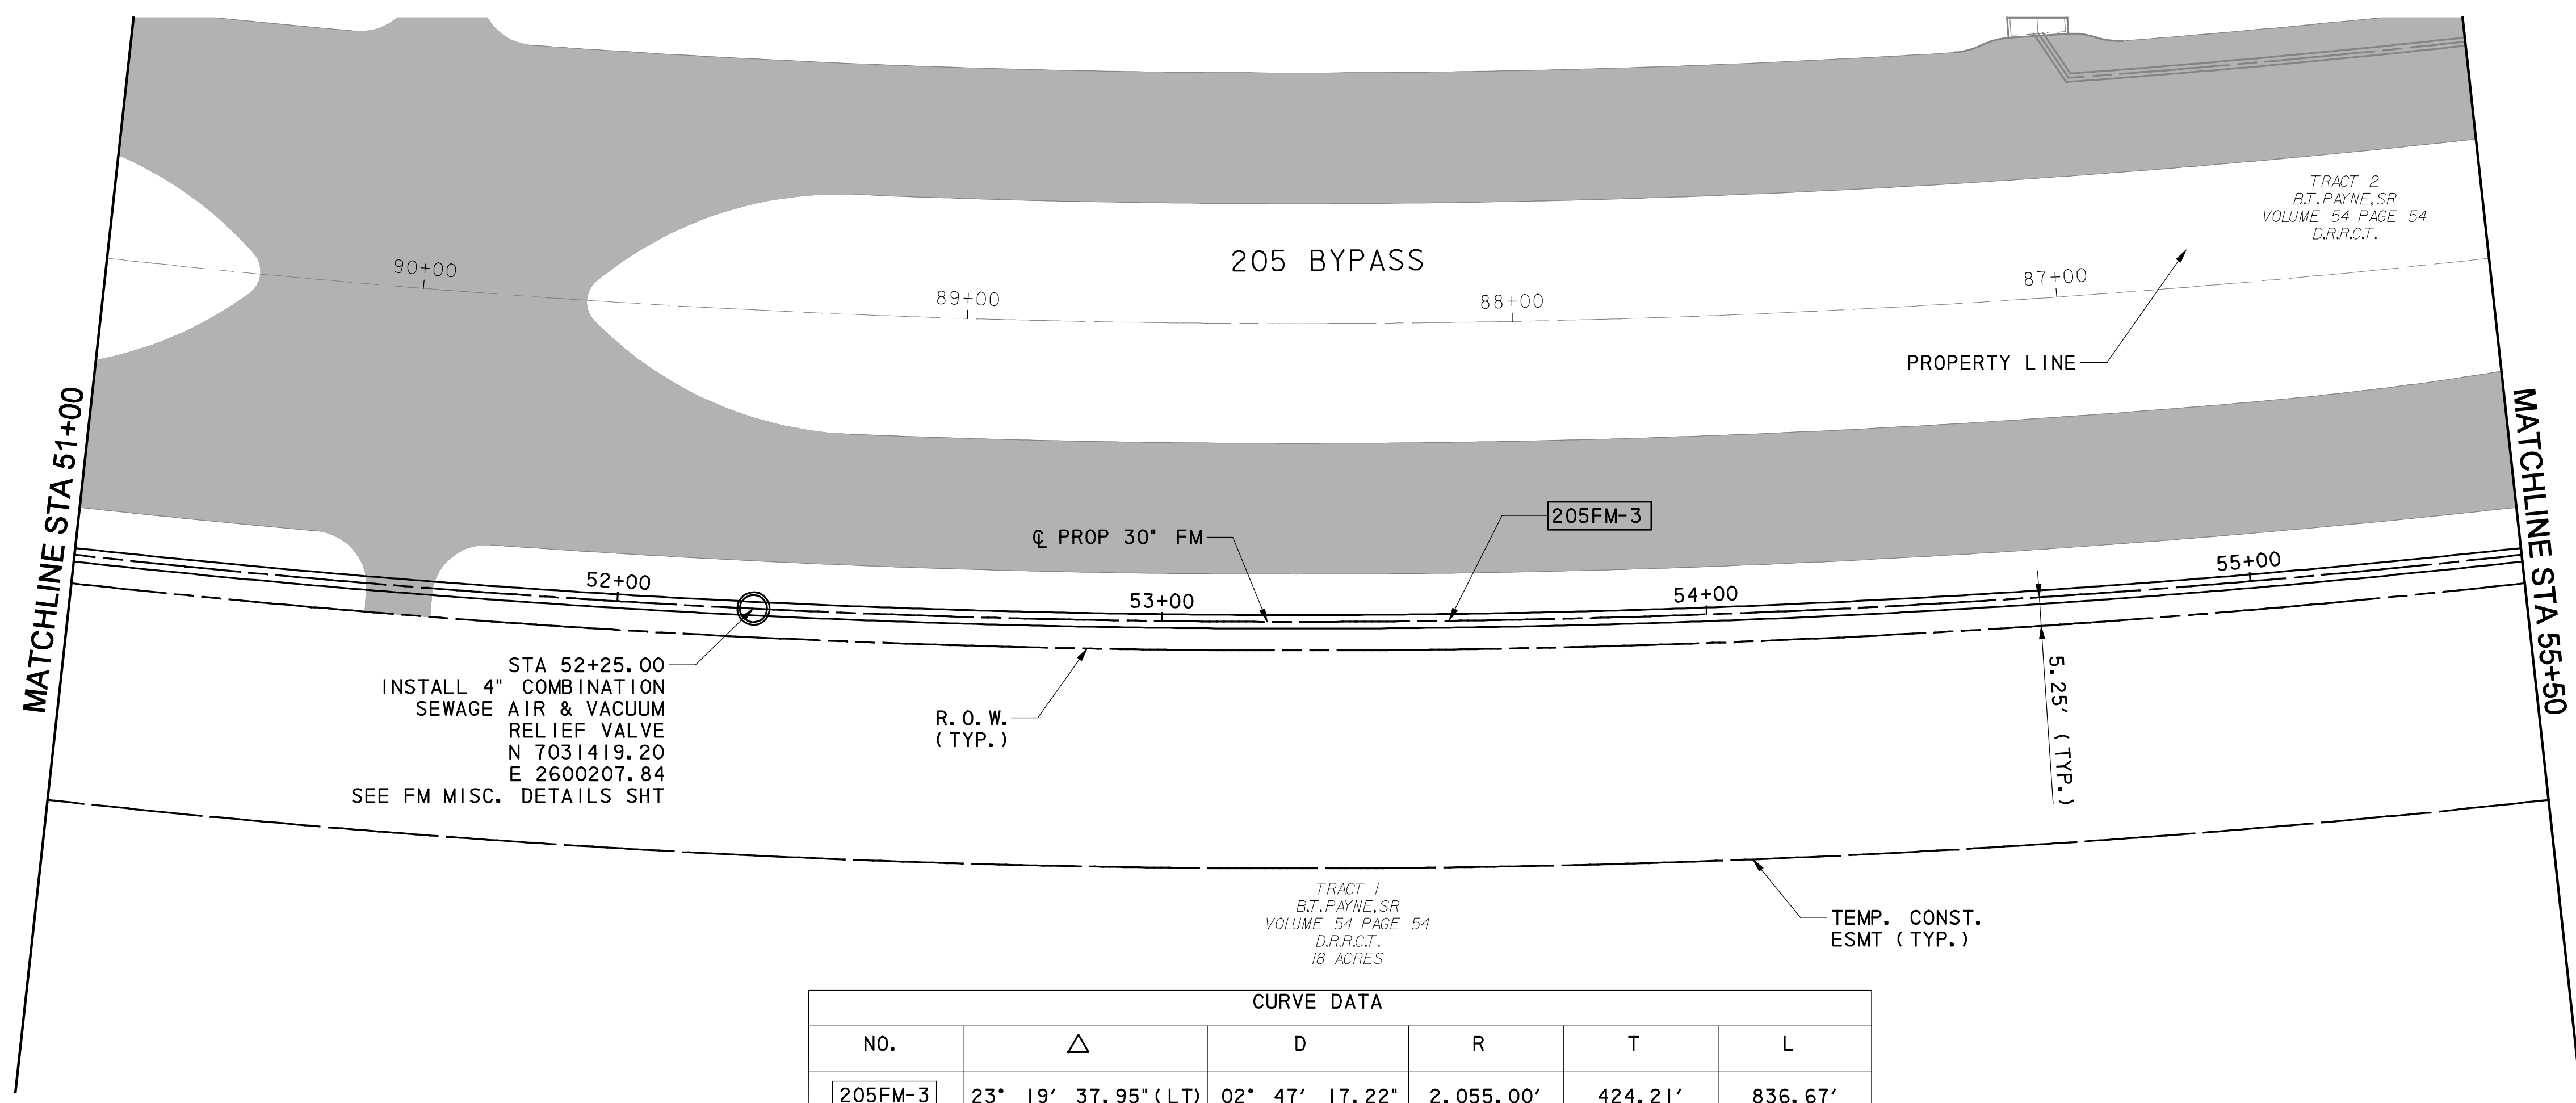 TRACT 2
B.T.PAYNE,SR
VOLUME 54 PAGE 54
D.R.R.C.T.
205 BYPASS
90+00
89+00
88+00
87+00
PROPERTY LINE
MATCHLINE STA 51+00
MATCHLINE STA 55+50
205FM-3
℄ PROP 30" FM
52+00
53+00
54+00
55+00
5.25' (TYP.)
STA 52+25.00
INSTALL 4" COMBINATION
SEWAGE AIR & VACUUM
RELIEF VALVE
N 7031419.20
E 2600207.84
SEE FM MISC. DETAILS SHT
R.O.W.
(TYP.)
TRACT 1
B.T.PAYNE,SR
VOLUME 54 PAGE 54
D.R.R.C.T.
18 ACRES
TEMP. CONST.
ESMT (TYP.)
CURVE DATA
NO. △ D R T L
205FM-3 23° 19' 37.95"(LT) 02° 47' 17.22" 2,055.00' 424.21' 836.67'